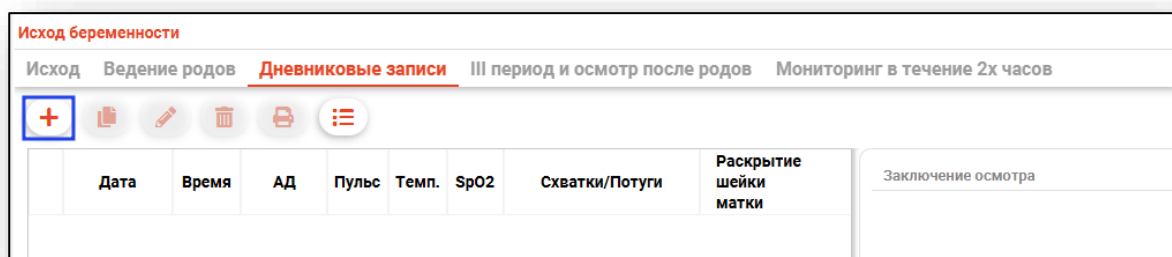 Исход беременности
Исход Ведение родов Дневниковые записи III период и осмотр после родов Мониторинг в течение 2х часов
Дата Время АД Пульс Темп. SpO2 Схватки/Потуги Раскрытие шейки матки
Заключение осмотра